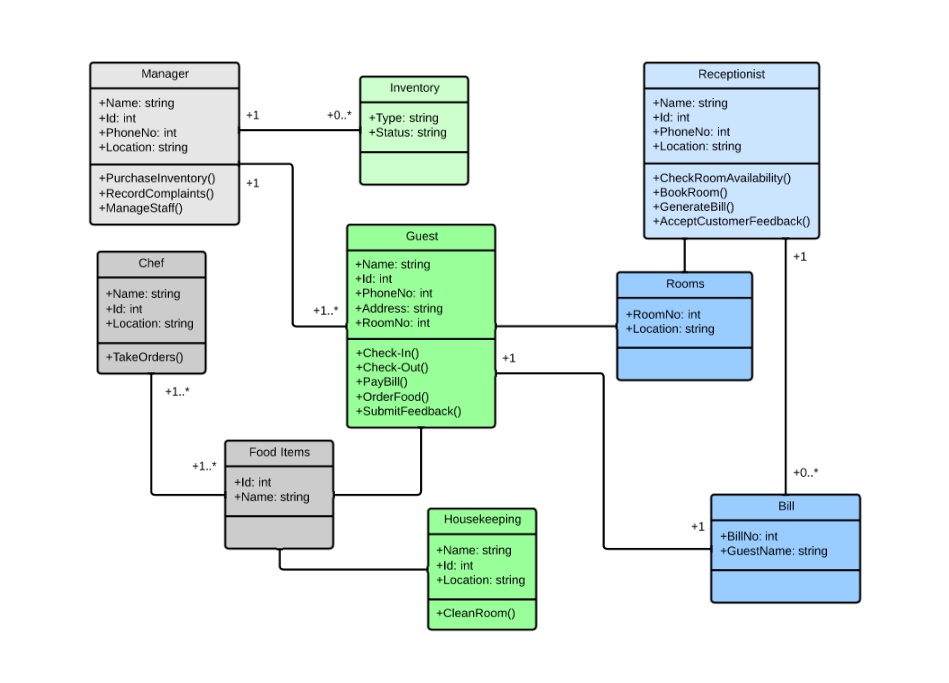 Manager
+Name: string
+Id: int
+PhoneNo: int
+Location: string
+PurchaseInventory()
+RecordComplaints()
+ManageStaff()
+1
+0..*
+1
Inventory
+Type: string
+Status: string
Receptionist
+Name: string
+Id: int
+PhoneNo: int
+Location: string
+CheckRoomAvailability()
+BookRoom()
+GenerateBill()
+AcceptCustomerFeedback()
+1
Chef
+Name: string
+Id: int
+Location: string
+TakeOrders()
+1..*
+1..*
Guest
+Name: string
+Id: int
+PhoneNo: int
+Address: string
+RoomNo: int
+Check-In()
+Check-Out()
+PayBill()
+OrderFood()
+SubmitFeedback()
+1
Rooms
+RoomNo: int
+Location: string
+1..*
Food Items
+Id: int
+Name: string
Housekeeping
+Name: string
+Id: int
+Location: string
+CleanRoom()
+0..*
+1
Bill
+BillNo: int
+GuestName: string